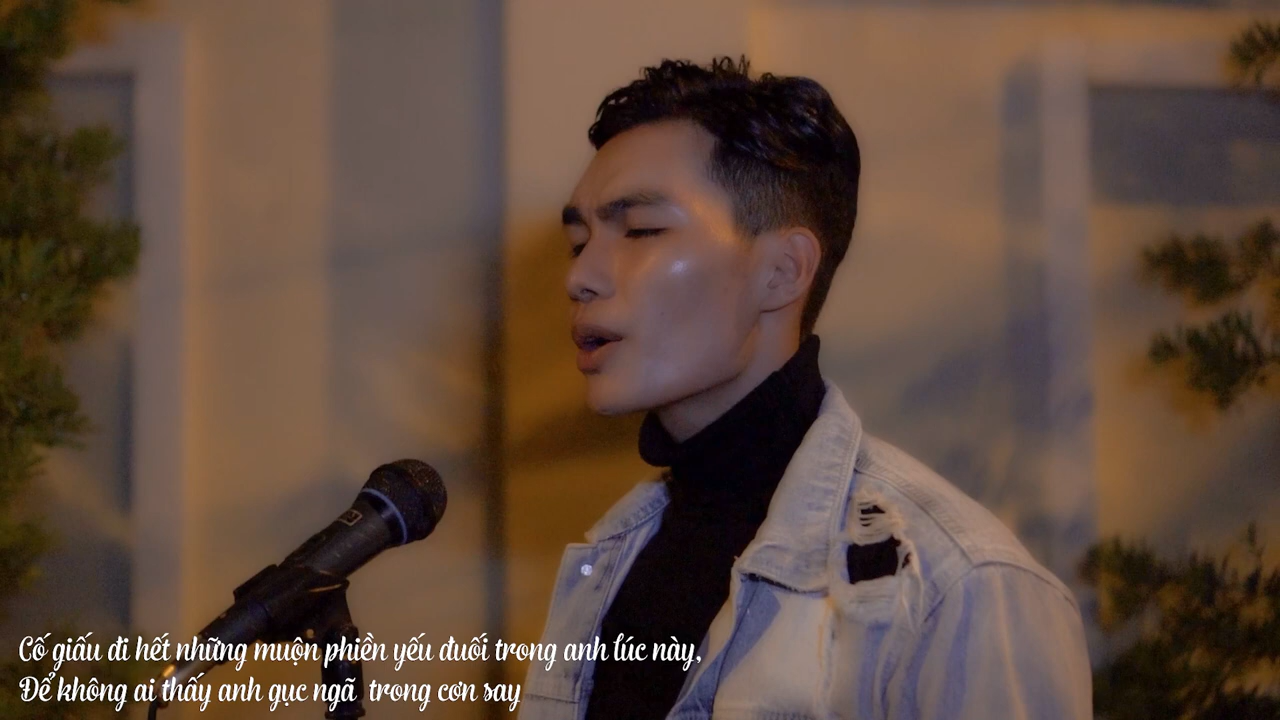 Cố giấu đi hết những muộn phiền yếu đuối trong anh lúc này,
Để không ai thấy anh gục ngã trong cơn say